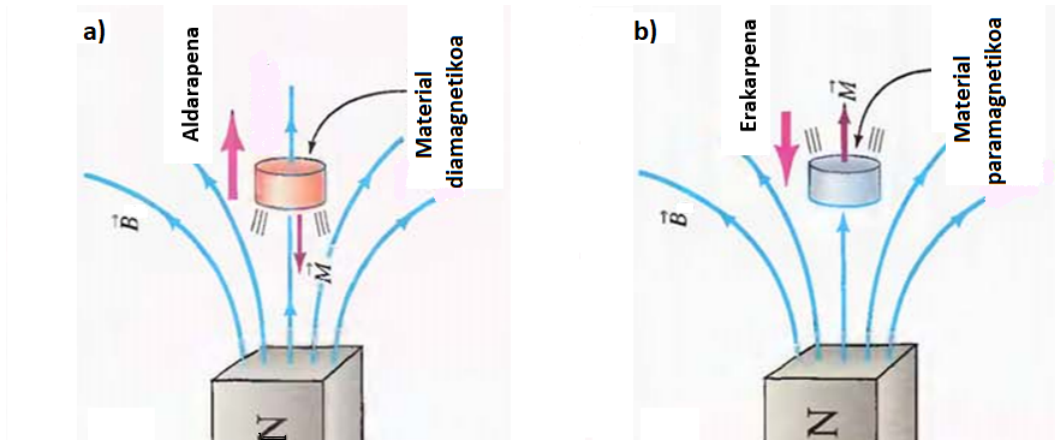 a)
Aldarapena
Material
diamagnetikoa
B
M
N
b)
Erakarpena
M
Material
paramagnetikoa
B
N